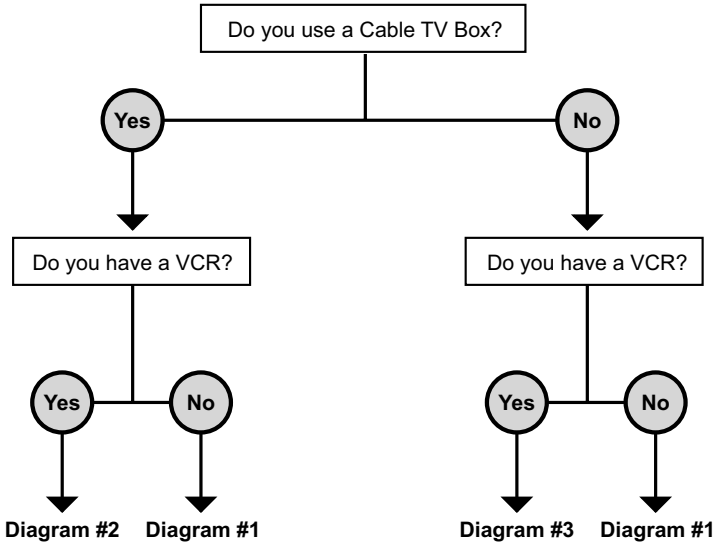 Do you use a Cable TV Box?
Yes
No
Do you have a VCR?
Do you have a VCR?
Yes
No
Yes
No
Diagram #2
Diagram #1
Diagram #3
Diagram #1